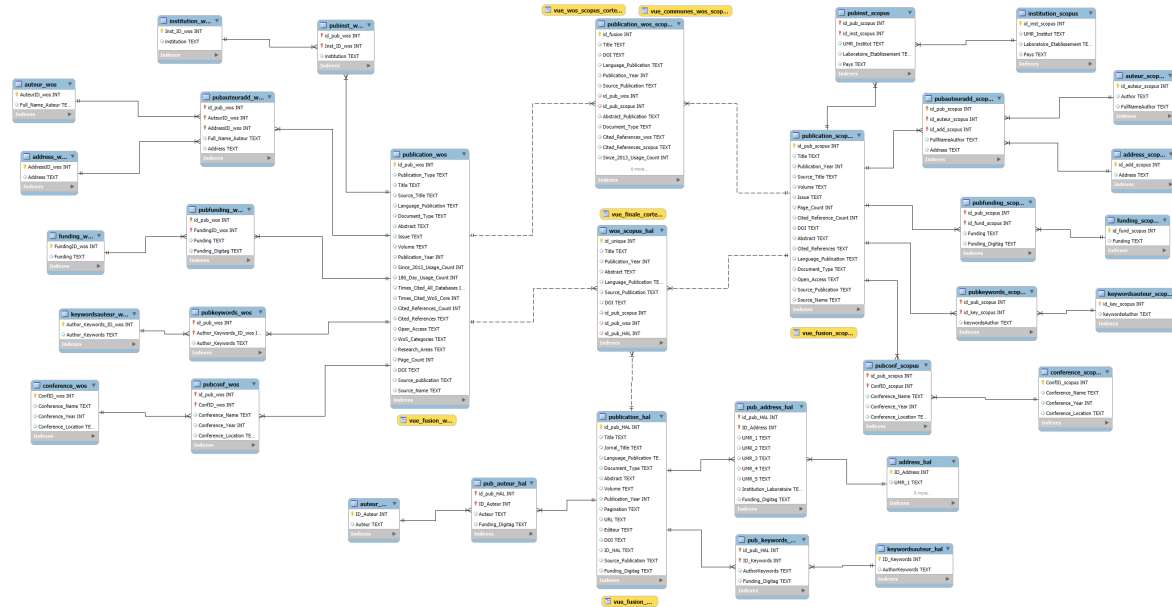 institution_w...
Inst_ID_wos INT
institution TEXT
Indexes
pubinst_w...
id_pub_wos INT
Inst_ID_wos INT
institution TEXT
Indexes
auteur_wos
AuteurID_wos INT
Full_Name_Auteur TE...
Indexes
pubauteuradd_w...
id_pub_wos INT
AuteurID_wos INT
AddressID_wos INT
Full_Name_Auteur TEXT
Address TEXT
Indexes
address_w...
AddressID_wos INT
Address TEXT
Indexes
pubfunding_w...
id_pub_wos INT
FundingID_wos INT
Funding TEXT
Funding_Digitag TEXT
Indexes
funding_w...
FundingID_wos INT
Funding TEXT
Indexes
keywordsauteur_w...
Author_Keywords_ID_wos INT
Author_Keywords TEXT
Indexes
pubkeywords_wos
id_pub_wos INT
Author_Keywords_ID_wos I...
Author_Keywords TEXT
Indexes
conference_wos
ConfID_wos INT
Conference_Name TEXT
Conference_Year INT
Conference_Location TE...
Indexes
pubconf_wos
id_pub_wos INT
ConfID_wos INT
Conference_Name TEXT
Conference_Year INT
Conference_Location TE...
Indexes
publication_wos
id_pub_wos INT
Publication_Type TEXT
Title TEXT
Source_Title TEXT
Language_Publication TEXT
Document_Type TEXT
Abstract TEXT
Issue TEXT
Volume TEXT
Publication_Year INT
Since_2013_Usage_Count INT
180_Day_Usage_Count INT
Times_Cited_All_Databases I...
Times_Cited_WoS_Core INT
Cited_References_Count INT
Cited_References TEXT
Open_Access TEXT
WoS_Categories TEXT
Research_Areas TEXT
Page_Count INT
DOI TEXT
Source_publication TEXT
Source_Name TEXT
Indexes
vue_fusion_w...
vue_wos_scopus_corte...
vue_communes_wos_scop...
publication_wos_scop...
id_fusion INT
Title TEXT
DOI TEXT
Language_Publication TEXT
Publication_Year INT
Source_Publication TEXT
id_pub_wos INT
id_pub_scopus INT
Abstract_Publication TEXT
Document_Type TEXT
Cited_References_wos TEXT
Cited_References_scopus TEXT
Since_2013_Usage_Count INT
4 more...
Indexes
vue_finale_corte...
wos_scopus_hal
id_unique INT
Title TEXT
Publication_Year INT
Abstract TEXT
Language_Publication TE...
Source_Publication TEXT
DOI TEXT
id_pub_scopus INT
id_pub_wos INT
id_pub_HAL INT
Indexes
publication_hal
id_pub_HAL INT
Title TEXT
Jornal_Title TEXT
Language_Publication TE...
Document_Type TEXT
Abstract TEXT
Volume TEXT
Publication_Year INT
Pagination TEXT
URL TEXT
Editeur TEXT
DOI TEXT
ID_HAL TEXT
Source_Publication TEXT
Funding_Digitag TEXT
Indexes
vue_fusion_...
auteur_...
ID_Auteur INT
Auteur TEXT
Indexes
pub_auteur_hal
id_pub_HAL INT
ID_Auteur INT
Auteur TEXT
Funding_Digitag TEXT
Indexes
pub_address_hal
id_pub_HAL INT
ID_Address INT
UMR_1 TEXT
UMR_2 TEXT
UMR_3 TEXT
UMR_4 TEXT
UMR_5 TEXT
Institution_Laboratoire TEXT
Funding_Digitag TEXT
Indexes
address_hal
ID_Address INT
UMR_1 TEXT
Indexes
pub_keywords_...
id_pub_HAL INT
ID_Keywords INT
AuthorKeywords TEXT
Funding_Digitag TEXT
Indexes
keywordsauteur_hal
ID_Keywords INT
AuthorKeywords TEXT
Indexes
pubinst_scopus
id_pub_scopus INT
id_inst_scopus INT
UMR_Institut TEXT
Laboratoire_Etablissement TEXT
Pays TEXT
Indexes
institution_scopus
id_inst_scopus INT
UMR_Institut TEXT
Laboratoire_Etablissement TE...
Pays TEXT
Indexes
pubauteuradd_scop...
id_pub_scopus INT
id_auteur_scopus INT
id_add_scopus INT
FullNameAuthor TEXT
Address TEXT
Indexes
auteur_scop...
id_auteur_scopus INT
Author TEXT
FullNameAuthor TEXT
Indexes
address_scop...
id_add_scopus INT
Address TEXT
Indexes
publication_scop...
id_pub_scopus INT
Title TEXT
Publication_Year INT
Source_Title TEXT
Volume TEXT
Issue TEXT
Page_Count INT
Cited_Reference_Count INT
DOI TEXT
Abstract TEXT
Cited_References TEXT
Language_Publication TEXT
Document_Type TEXT
Open_Access TEXT
Source_Publication TEXT
Source_Name TEXT
Indexes
vue_fusion_scop...
pubfunding_scop...
id_pub_scopus INT
id_fund_scopus INT
Funding TEXT
Funding_Digitag TEXT
Indexes
funding_scop...
id_fund_scopus INT
Funding TEXT
Indexes
pubkeywords_scop...
id_pub_scopus INT
id_key_scopus INT
keywordsAuthor TEXT
Indexes
keywordsauteur_scop...
id_key_scopus INT
keywordsAuthor TEXT
Indexes
pubconf_scopus
id_pub_scopus INT
ConfID_scopus INT
Conference_Name TEXT
Conference_Year INT
Conference_Location TEXT
Indexes
conference_scop...
ConfID_scopus INT
Conference_Name TEXT
Conference_Year INT
Conference_Location TEXT
Indexes